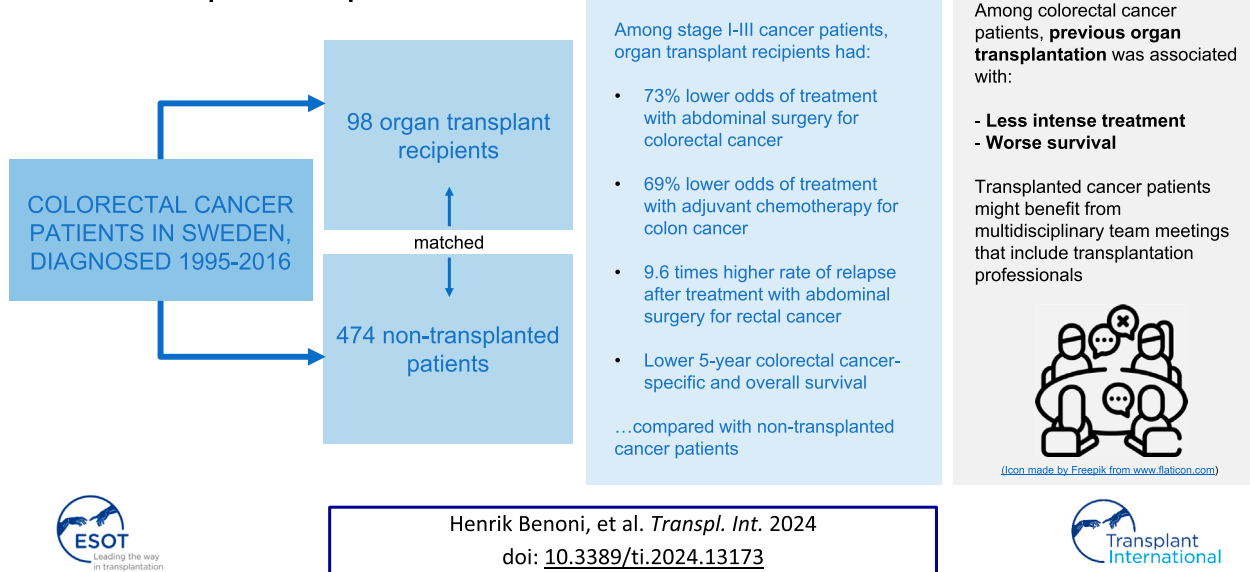 COLORECTAL CANCER
PATIENTS IN SWEDEN,
DIAGNOSED 1995-2016
98 organ transplant
recipients
matched
474 non-transplanted
patients
Among stage I-III cancer patients,
organ transplant recipients had:
• 73% lower odds of treatment
with abdominal surgery for
colorectal cancer
• 69% lower odds of treatment
with adjuvant chemotherapy for
colon cancer
• 9.6 times higher rate of relapse
after treatment with abdominal
surgery for rectal cancer
• Lower 5-year colorectal cancer-
specific and overall survival
…compared with non-transplanted
cancer patients
Among colorectal cancer
patients, previous organ
transplantation was associated
with:
- Less intense treatment
- Worse survival
Transplanted cancer patients
might benefit from
multidisciplinary team meetings
that include transplantation
professionals
(Icon made by Freepik from www.flaticon.com)
ESOT
Leading the way
in transplantation
Henrik Benoni, et al. Transpl. Int. 2024
doi: 10.3389/ti.2024.13173
Transplant
International